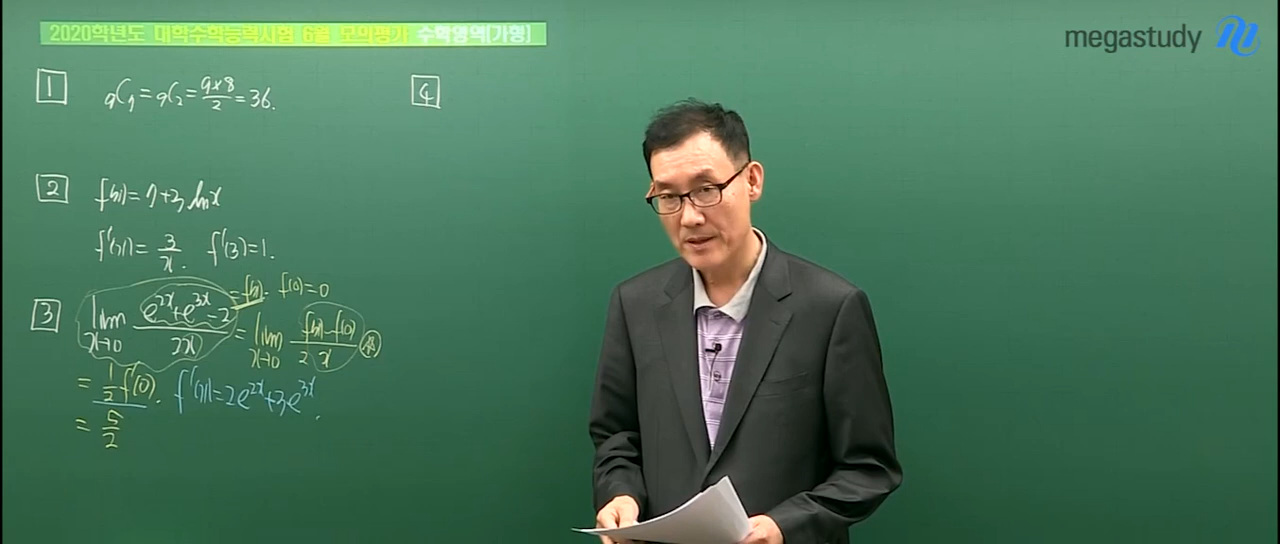 2020학년도 대학수학능력시험 6월 모의평가 수학영역[가형]
megastudy
1
₉C₇=₉C₂=9×8/2=36.
2
f(x)=7+3 ln x
f'(x)=3/x. f'(3)=1.
3
lim x→0 (e^{2x}+e^{3x}-2)/2x =f(x). f(0)=0
= lim x→0 (f(x)-f(0))/2x
= 1/2 f'(0). f'(x)=2e^{2x}+3e^{3x}.
= 5/2
4